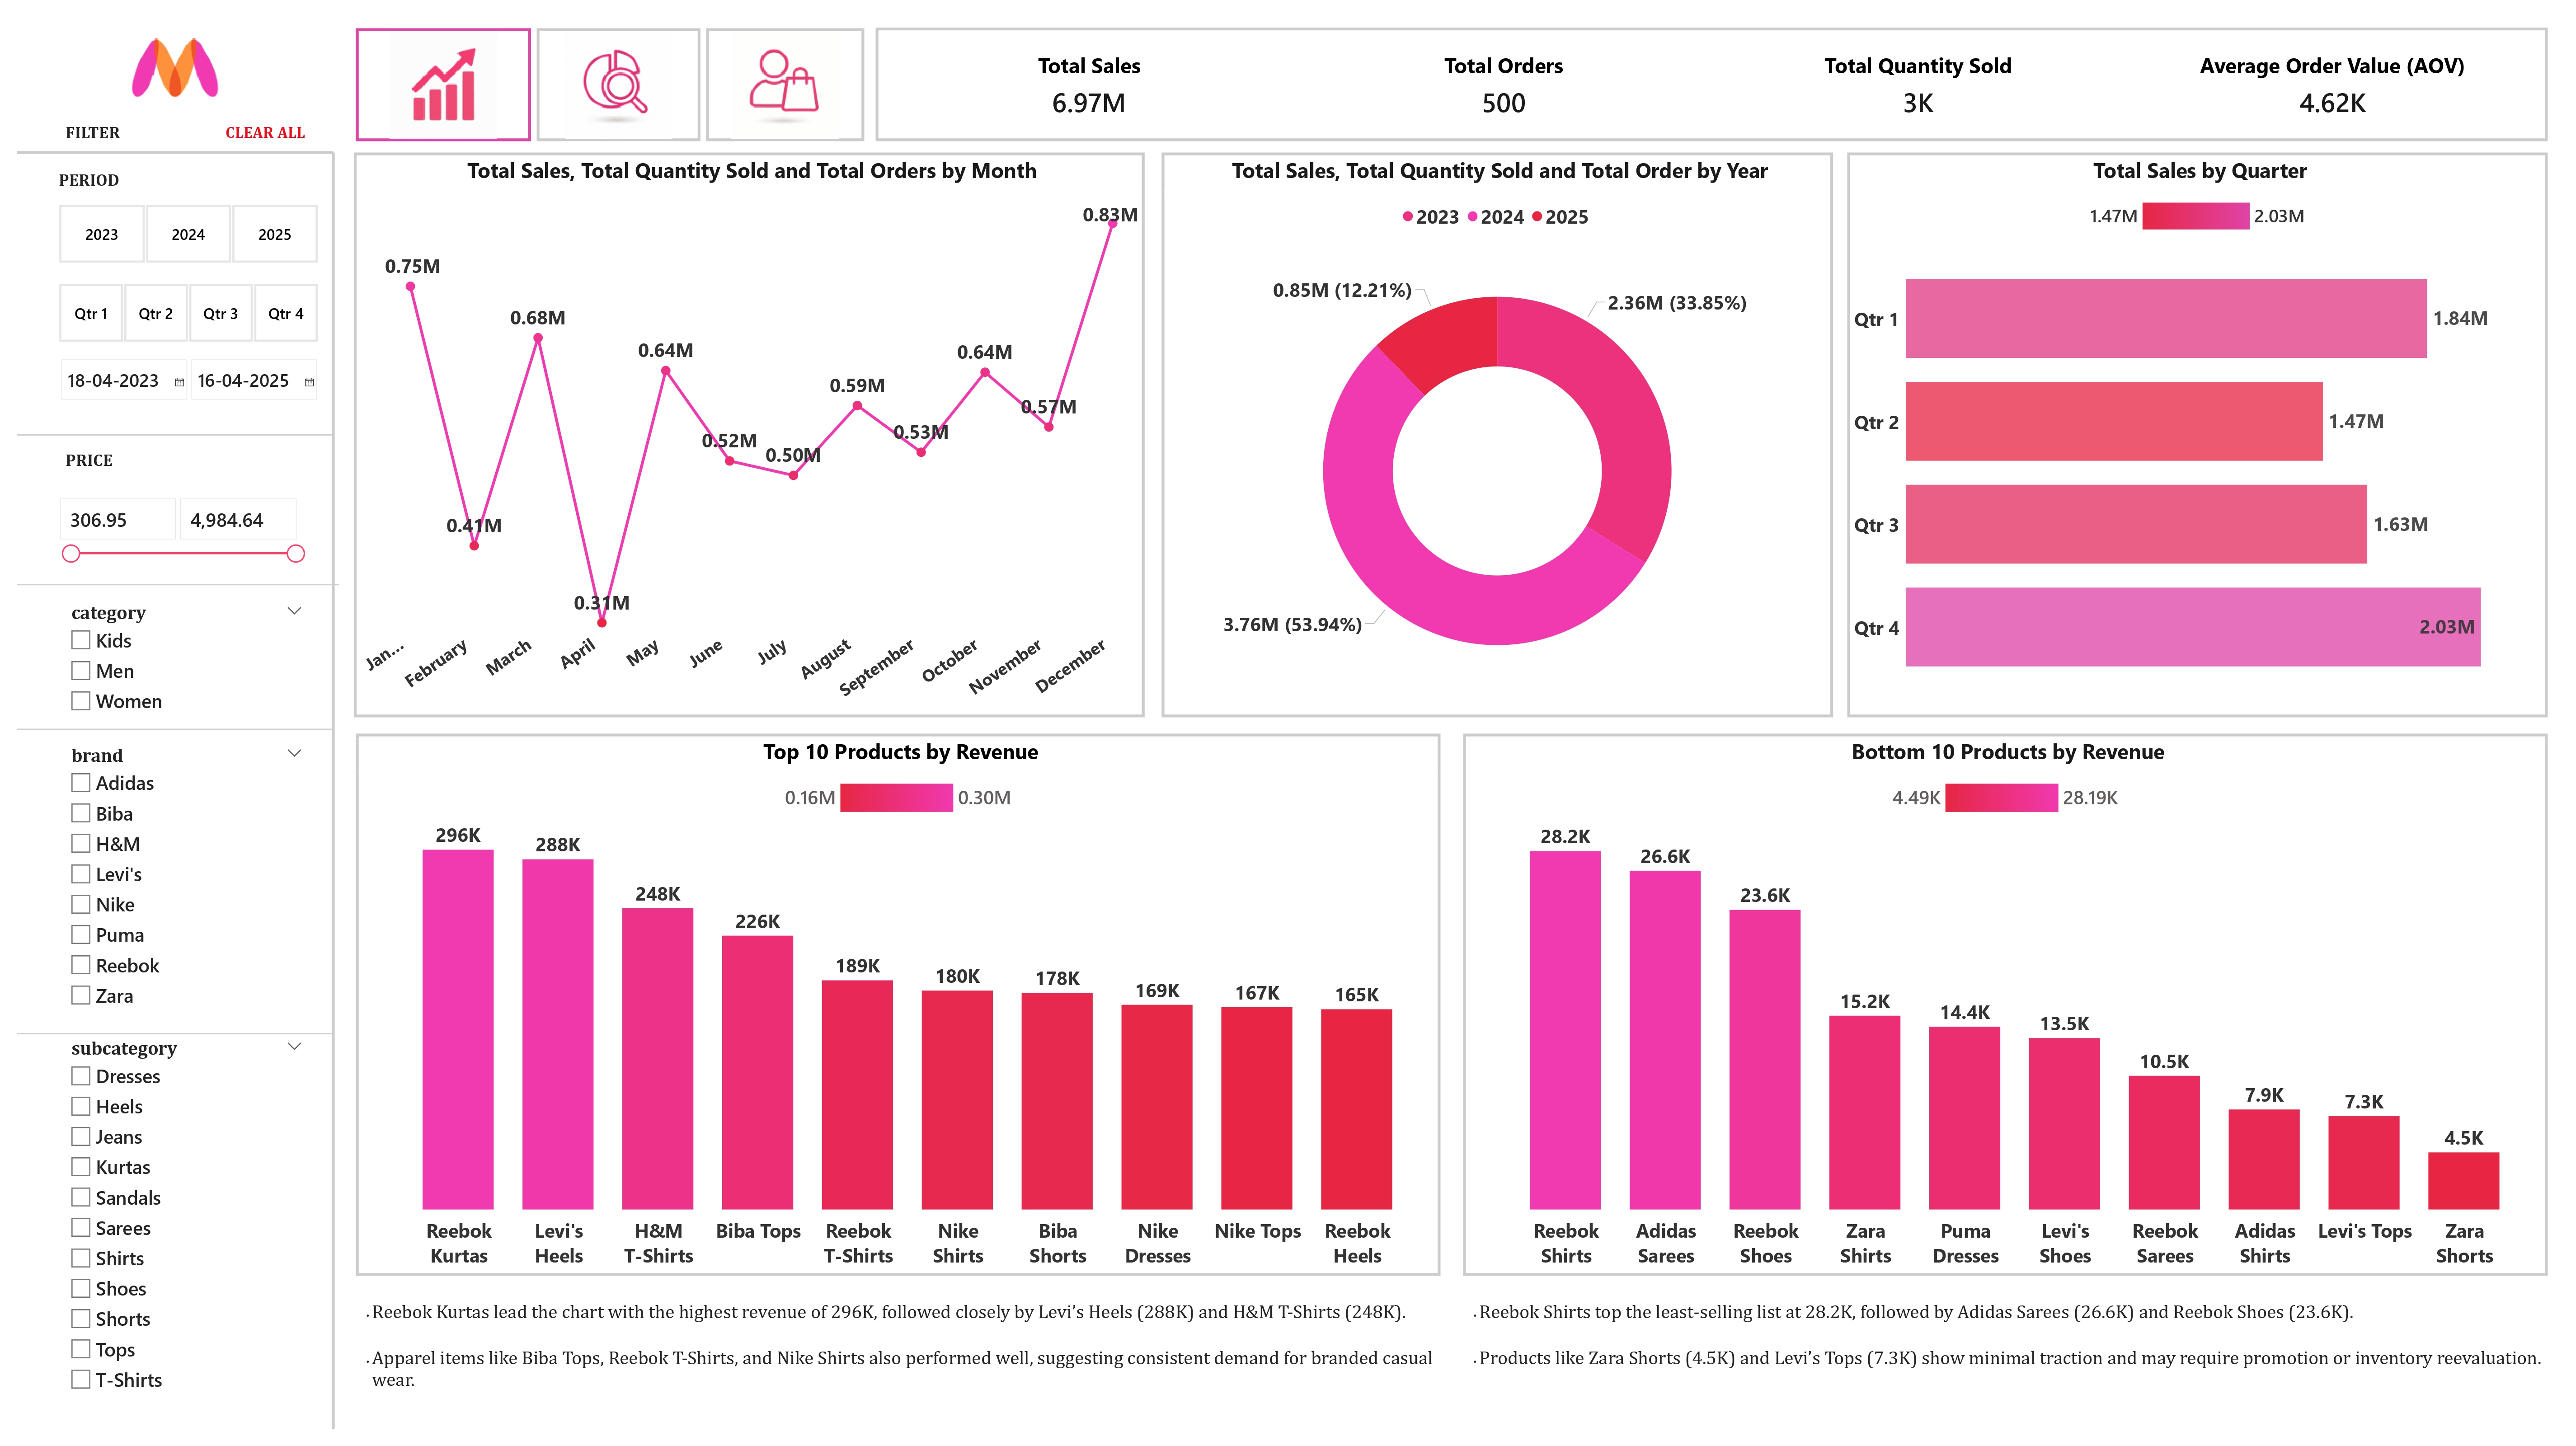 FILTER
CLEAR ALL
PERIOD
2023
2024
2025
Qtr 1
Qtr 2
Qtr 3
Qtr 4
18-04-2023
16-04-2025
PRICE
306.95
4,984.64
category
Kids
Men
Women
brand
Adidas
Biba
H&M
Levi's
Nike
Puma
Reebok
Zara
subcategory
Dresses
Heels
Jeans
Kurtas
Sandals
Sarees
Shirts
Shoes
Shorts
Tops
T-Shirts
Total Sales
6.97M
Total Orders
500
Total Quantity Sold
3K
Average Order Value (AOV)
4.62K
Total Sales, Total Quantity Sold and Total Orders by Month
0.75M
0.41M
0.68M
0.31M
0.64M
0.52M
0.50M
0.59M
0.53M
0.64M
0.57M
0.83M
Jan...
February
March
April
May
June
July
August
September
October
November
December
Total Sales, Total Quantity Sold and Total Order by Year
2023
2024
2025
0.85M (12.21%)
2.36M (33.85%)
3.76M (53.94%)
Total Sales by Quarter
1.47M
2.03M
Qtr 1
1.84M
Qtr 2
1.47M
Qtr 3
1.63M
Qtr 4
2.03M
Top 10 Products by Revenue
0.16M
0.30M
296K
288K
248K
226K
189K
180K
178K
169K
167K
165K
Reebok
Kurtas
Levi's
Heels
H&M
T-Shirts
Biba Tops
Reebok
T-Shirts
Nike
Shirts
Biba
Shorts
Nike
Dresses
Nike Tops
Reebok
Heels
Bottom 10 Products by Revenue
4.49K
28.19K
28.2K
26.6K
23.6K
15.2K
14.4K
13.5K
10.5K
7.9K
7.3K
4.5K
Reebok
Shirts
Adidas
Sarees
Reebok
Shoes
Zara
Shirts
Puma
Dresses
Levi's
Shoes
Reebok
Sarees
Adidas
Shirts
Levi's Tops
Zara
Shorts
. Reebok Kurtas lead the chart with the highest revenue of 296K, followed closely by Levi’s Heels (288K) and H&M T-Shirts (248K).
. Apparel items like Biba Tops, Reebok T-Shirts, and Nike Shirts also performed well, suggesting consistent demand for branded casual
wear.
. Reebok Shirts top the least-selling list at 28.2K, followed by Adidas Sarees (26.6K) and Reebok Shoes (23.6K).
. Products like Zara Shorts (4.5K) and Levi’s Tops (7.3K) show minimal traction and may require promotion or inventory reevaluation.